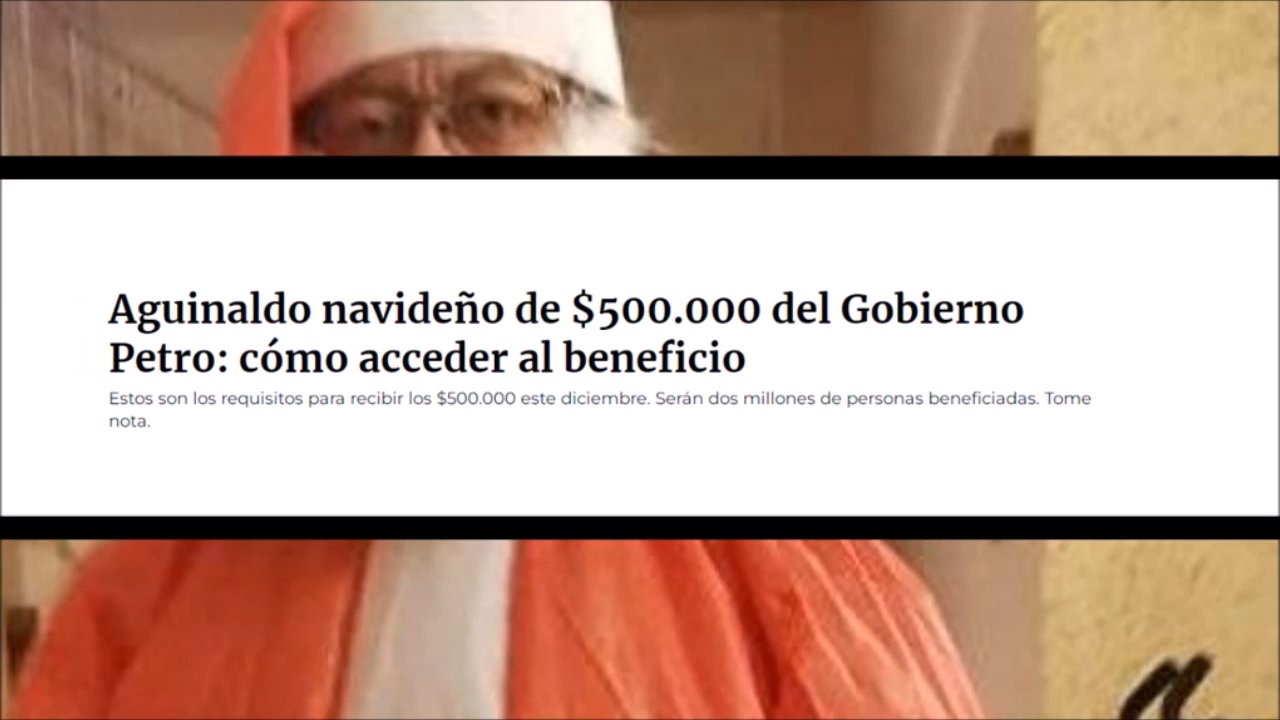 Aguinaldo navideño de $500.000 del Gobierno
Petro: cómo acceder al beneficio
Estos son los requisitos para recibir los $500.000 este diciembre. Serán dos millones de personas beneficiadas. Tome
nota.